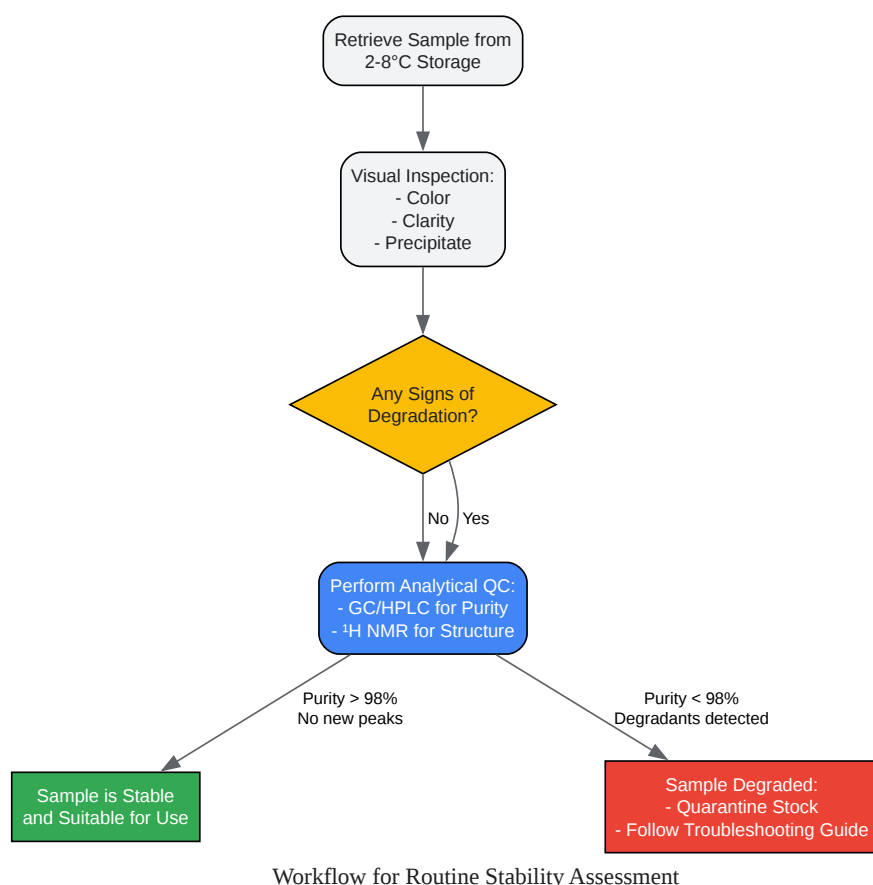 Retrieve Sample from
2-8°C Storage
Visual Inspection:
- Color
- Clarity
- Precipitate
Any Signs of
Degradation?
No
Yes
Perform Analytical QC:
- GC/HPLC for Purity
- ¹H NMR for Structure
Purity > 98%
No new peaks
Purity < 98%
Degradants detected
Sample is Stable
and Suitable for Use
Sample Degraded:
- Quarantine Stock
- Follow Troubleshooting Guide
Workflow for Routine Stability Assessment